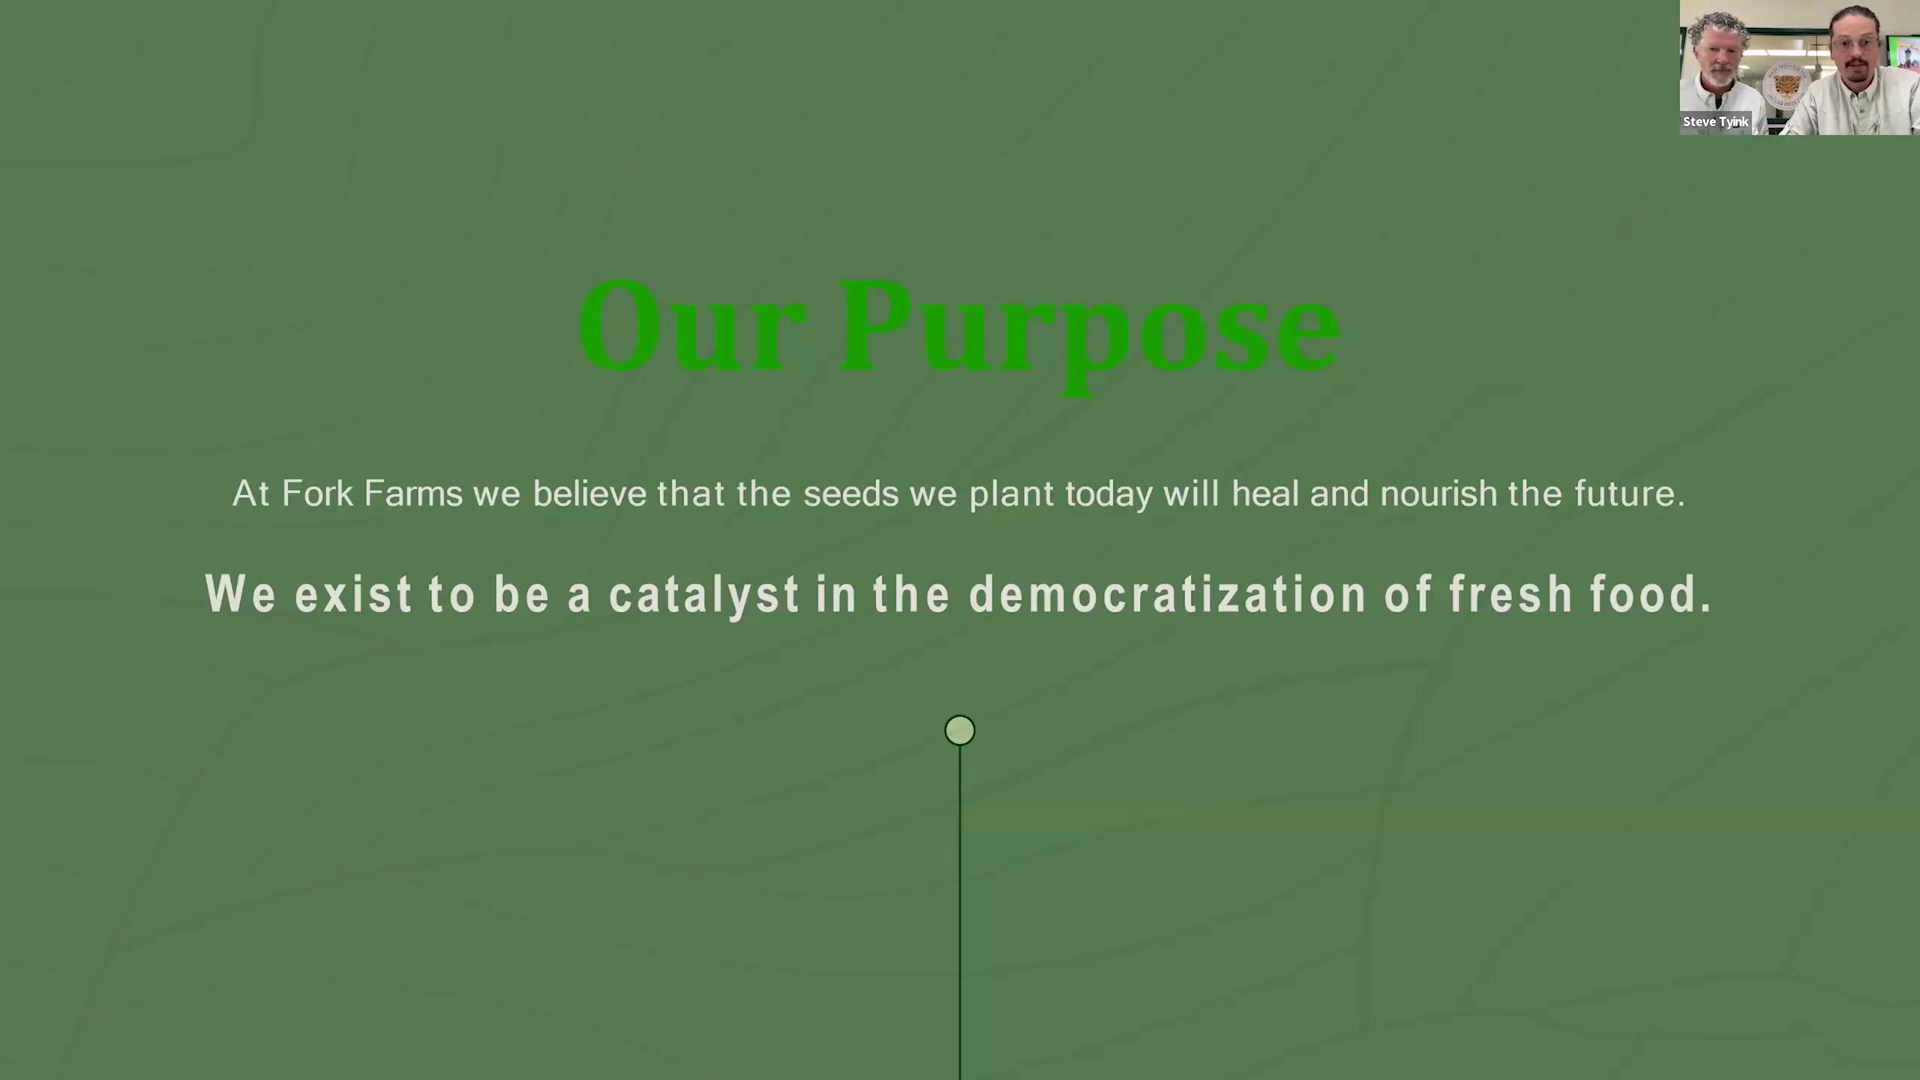 Our Purpose
At Fork Farms we believe that the seeds we plant today will heal and nourish the future.
We exist to be a catalyst in the democratization of fresh food.
Steve Tyink